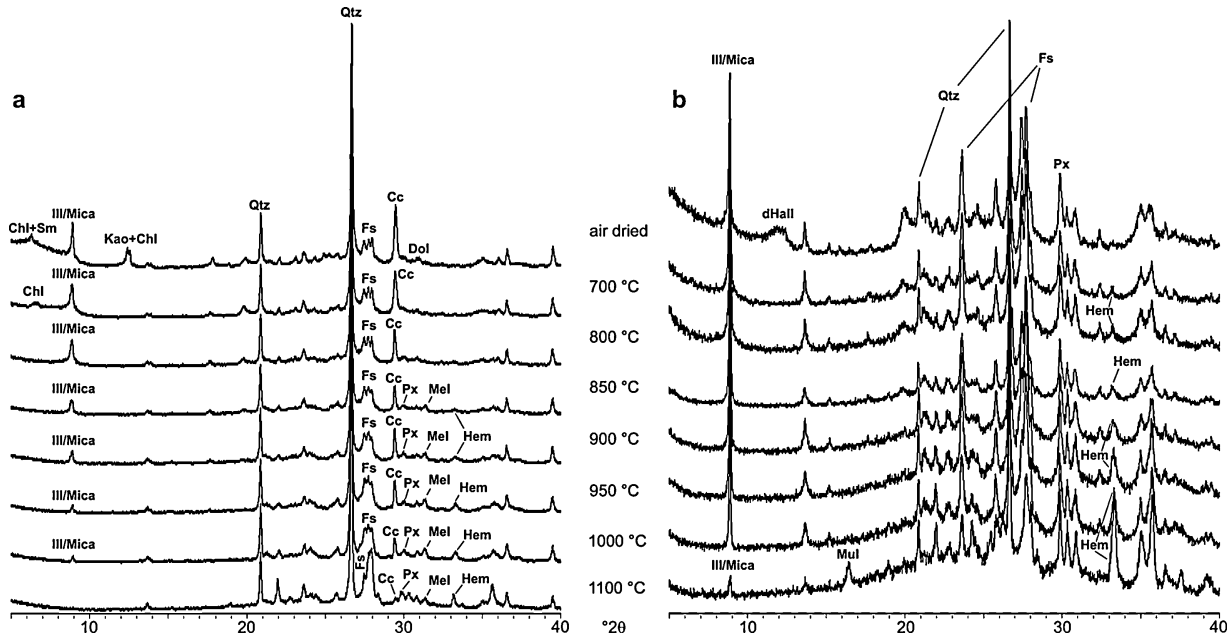 a
Qtz
Chl+Sm
Ill/Mica
Kao+Chl
Qtz
Fs
Cc
Dol
Chl
Ill/Mica
Fs
Cc
Ill/Mica
Fs
Cc
Ill/Mica
Fs
Cc
Px
Mel
Ill/Mica
Fs
Cc
Px
Mel
Hem
Ill/Mica
Fs
Cc
Px
Mel
Hem
Ill/Mica
Fs
Cc
Px
Mel
Hem
Fs
Cc
Px
Mel
Hem
10
20
30
40
air dried
700 °C
800 °C
850 °C
900 °C
950 °C
1000 °C
1100 °C
°2θ
b
Ill/Mica
Qtz
Fs
Px
dHall
Hem
Hem
Hem
Hem
Mul
Ill/Mica
10
20
30
40